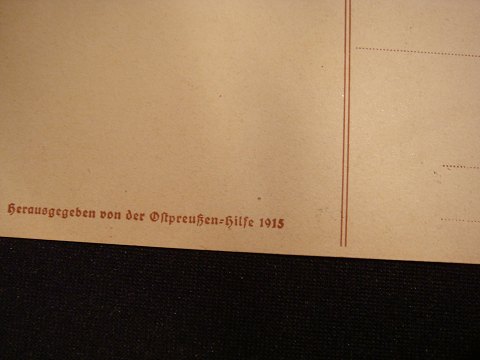 Herausgegeben von der Ostpreußen-Hilfe 1915